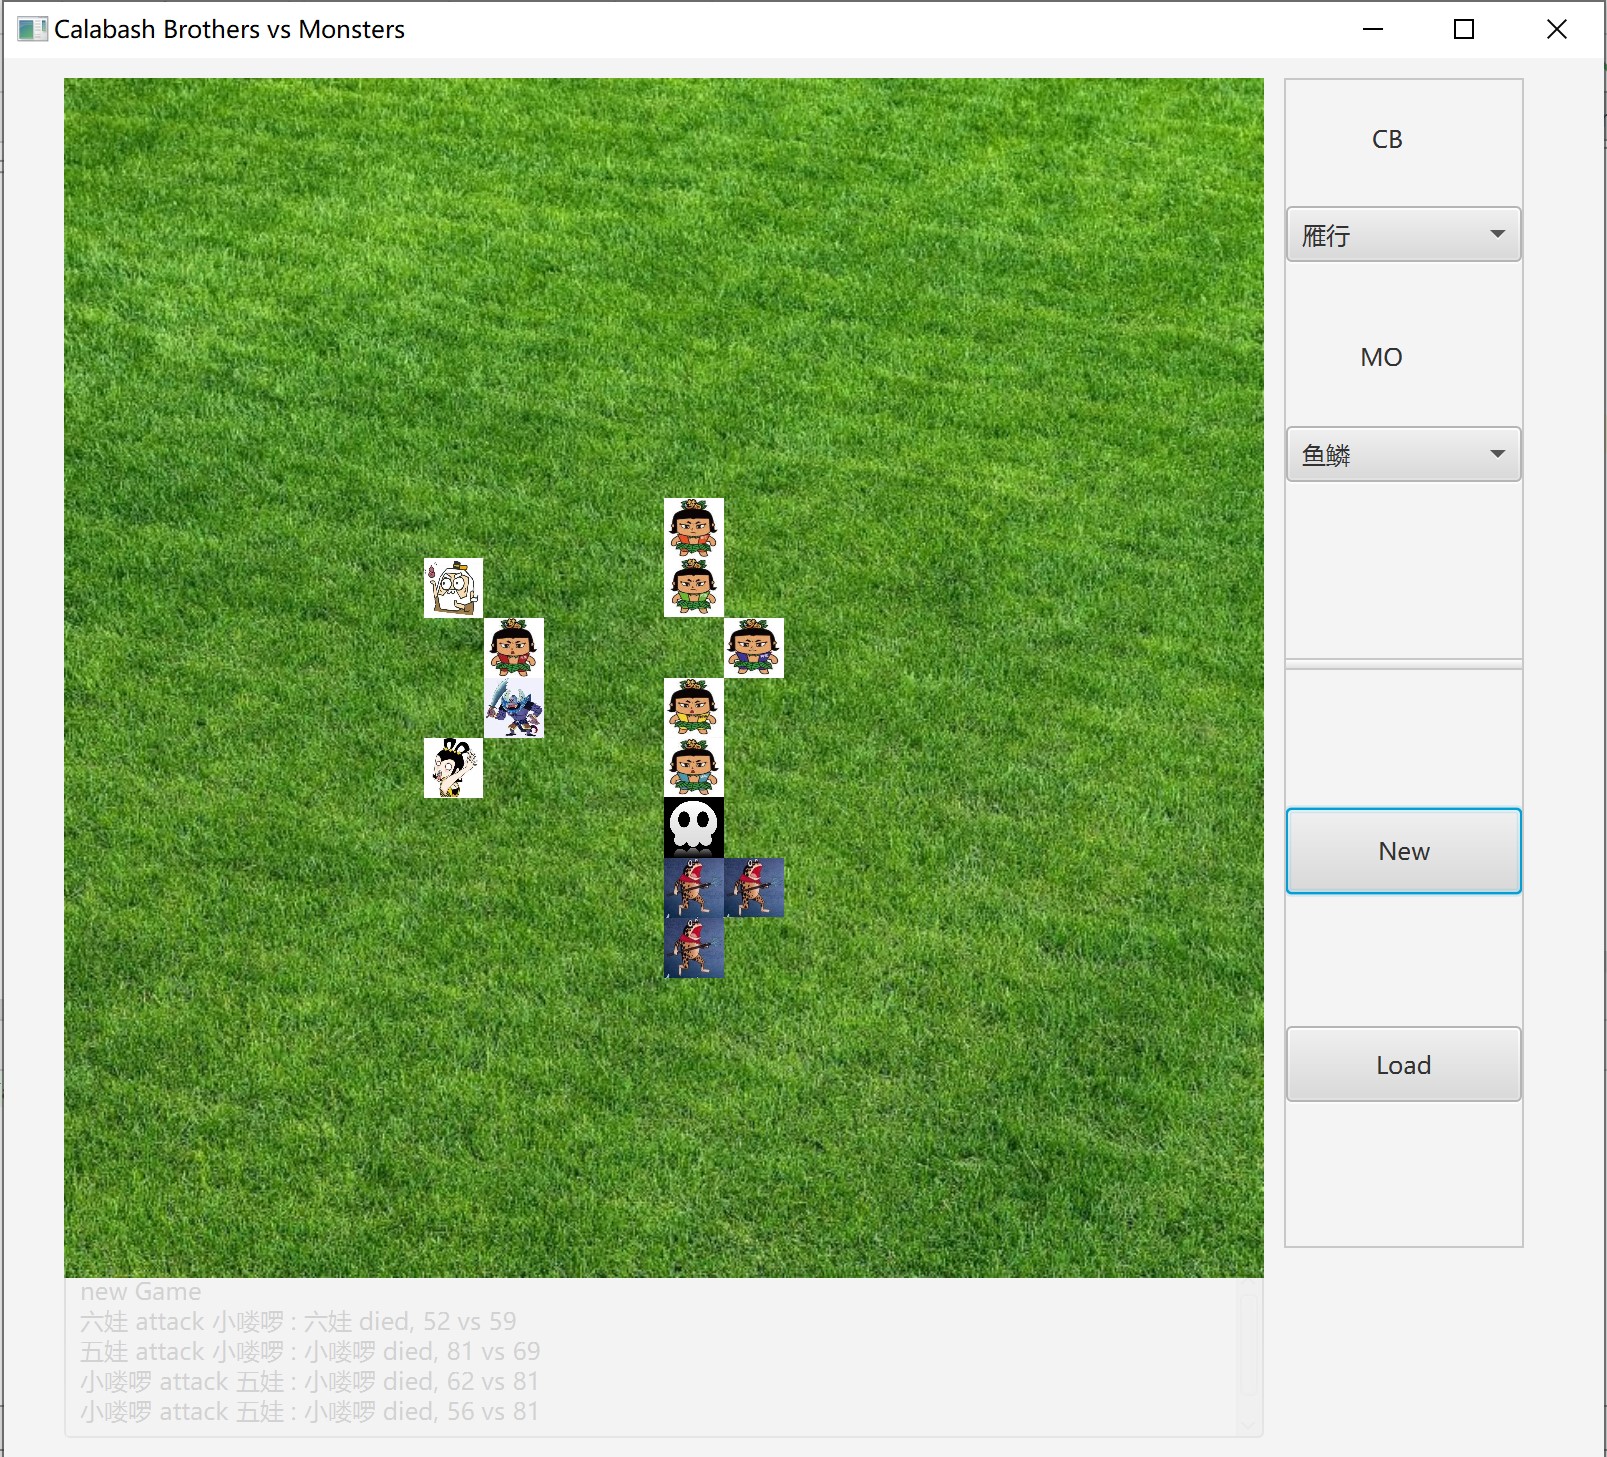 Calabash Brothers vs Monsters
CB
雁行
MO
鱼鳞
New
Load
new Game
六娃 attack 小喽啰 : 六娃 died, 52 vs 59
五娃 attack 小喽啰 : 小喽啰 died, 81 vs 69
小喽啰 attack 五娃 : 小喽啰 died, 62 vs 81
小喽啰 attack 五娃 : 小喽啰 died, 56 vs 81